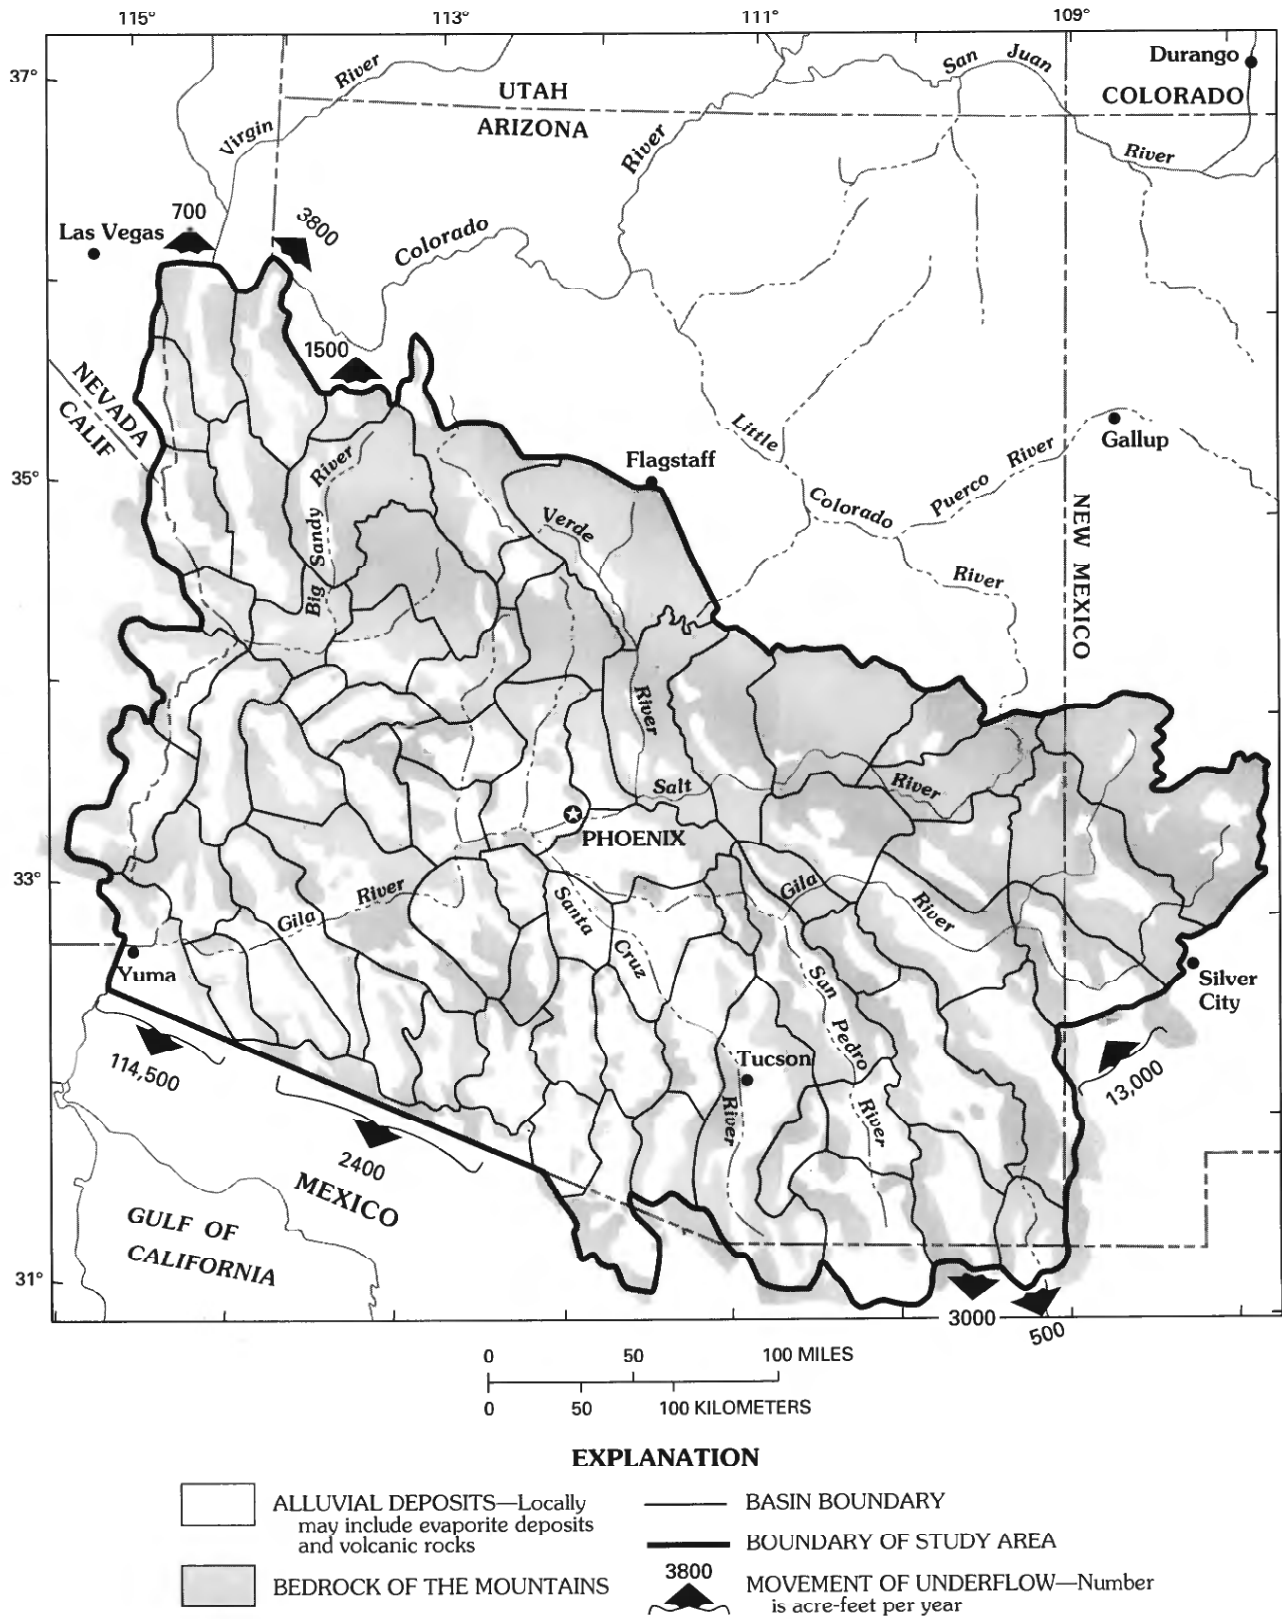 115° 113° 111° 109°
37°
San Juan
Durango
COLORADO
UTAH
ARIZONA
Virgin River
River
River
700
3800
Las Vegas
Colorado
1500
NEVADA
CALIF
35°
River
Big Sandy
Flagstaff
Verde
Little
Colorado
Puerco River
Gallup
River
NEW MEXICO
River
Salt
River
PHOENIX
33°
Gila River
Santa
Cruz
Gila
River
Yuma
San
Pedro
River
Silver
City
Tucson
River
114,500
13,000
2400
MEXICO
GULF OF
CALIFORNIA
31°
3000
500
0 50 100 MILES
0 50 100 KILOMETERS
EXPLANATION
ALLUVIAL DEPOSITS—Locally
may include evaporite deposits
and volcanic rocks
BEDROCK OF THE MOUNTAINS
BASIN BOUNDARY
BOUNDARY OF STUDY AREA
3800
MOVEMENT OF UNDERFLOW—Number
is acre-feet per year